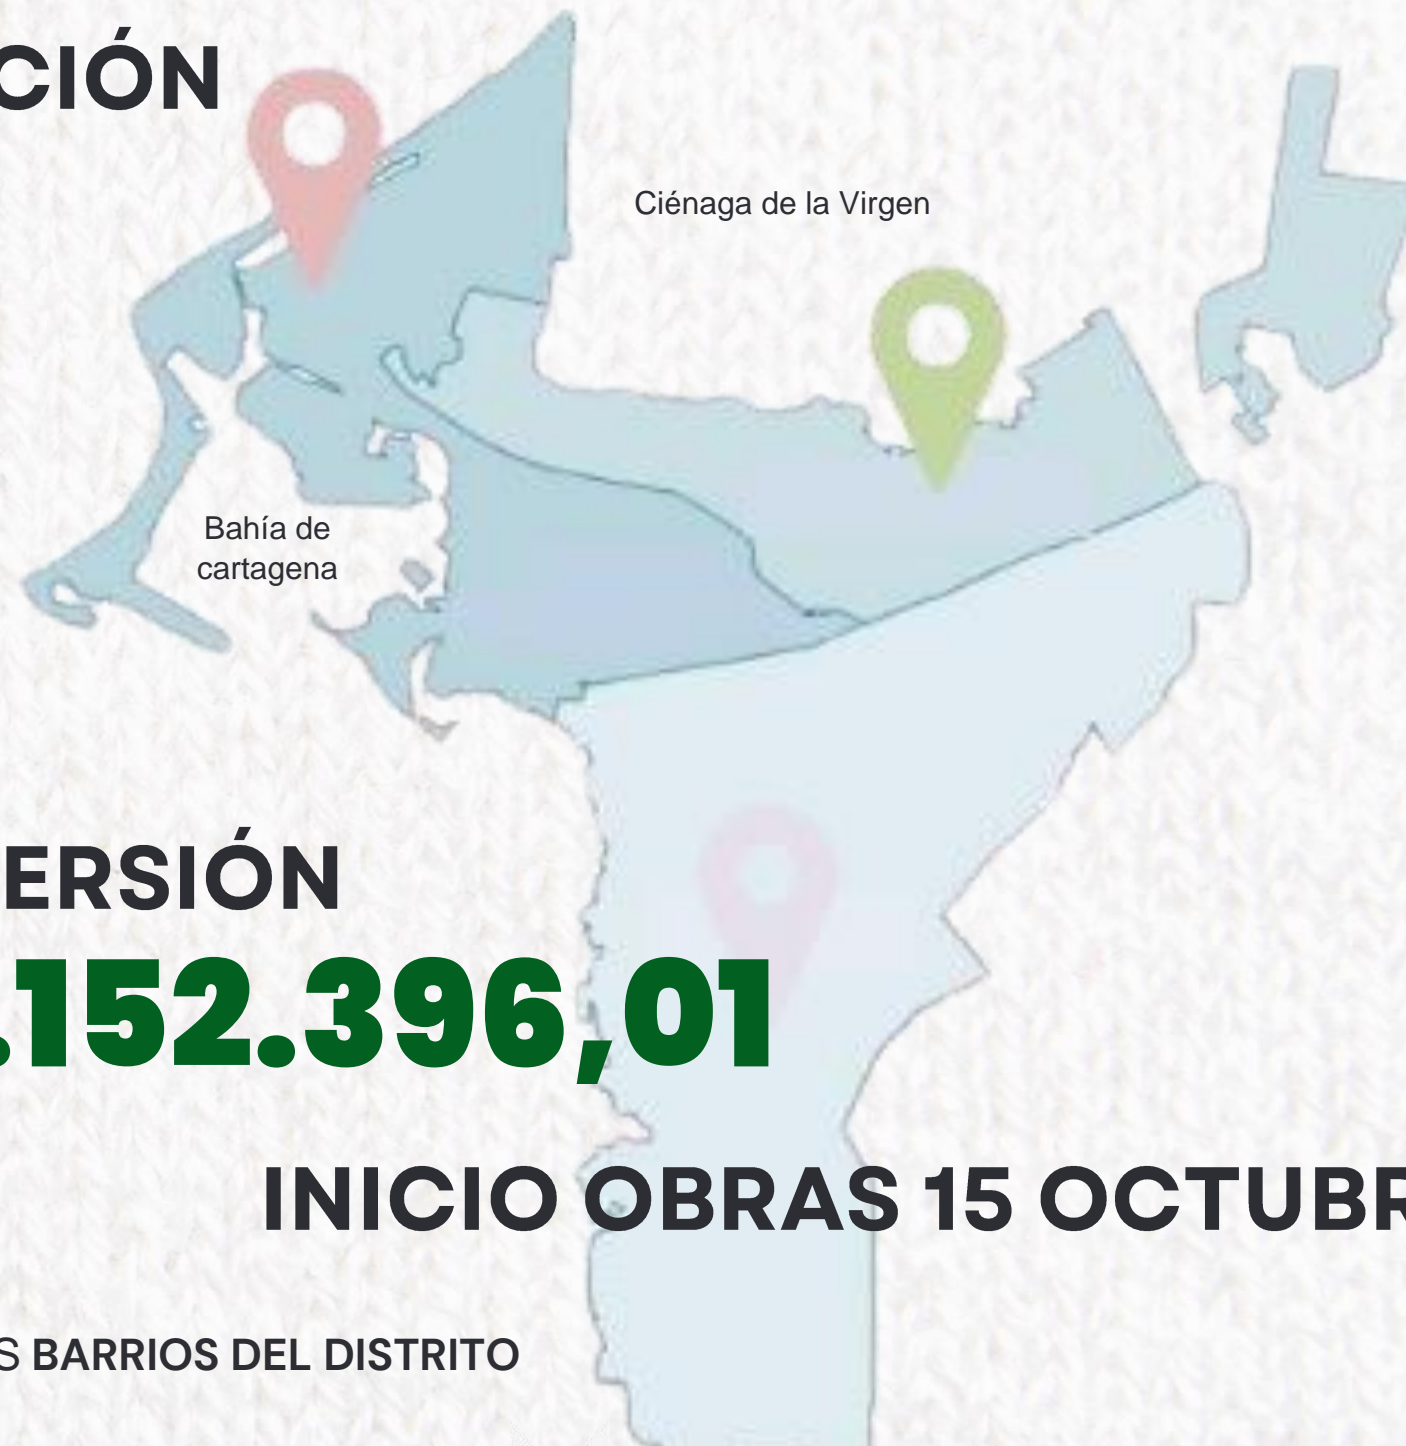 CIÓN
Ciénaga de la Virgen
Bahía de
cartagena
ERSIÓN
.152.396,01
INICIO OBRAS 15 OCTUBR
S BARRIOS DEL DISTRITO